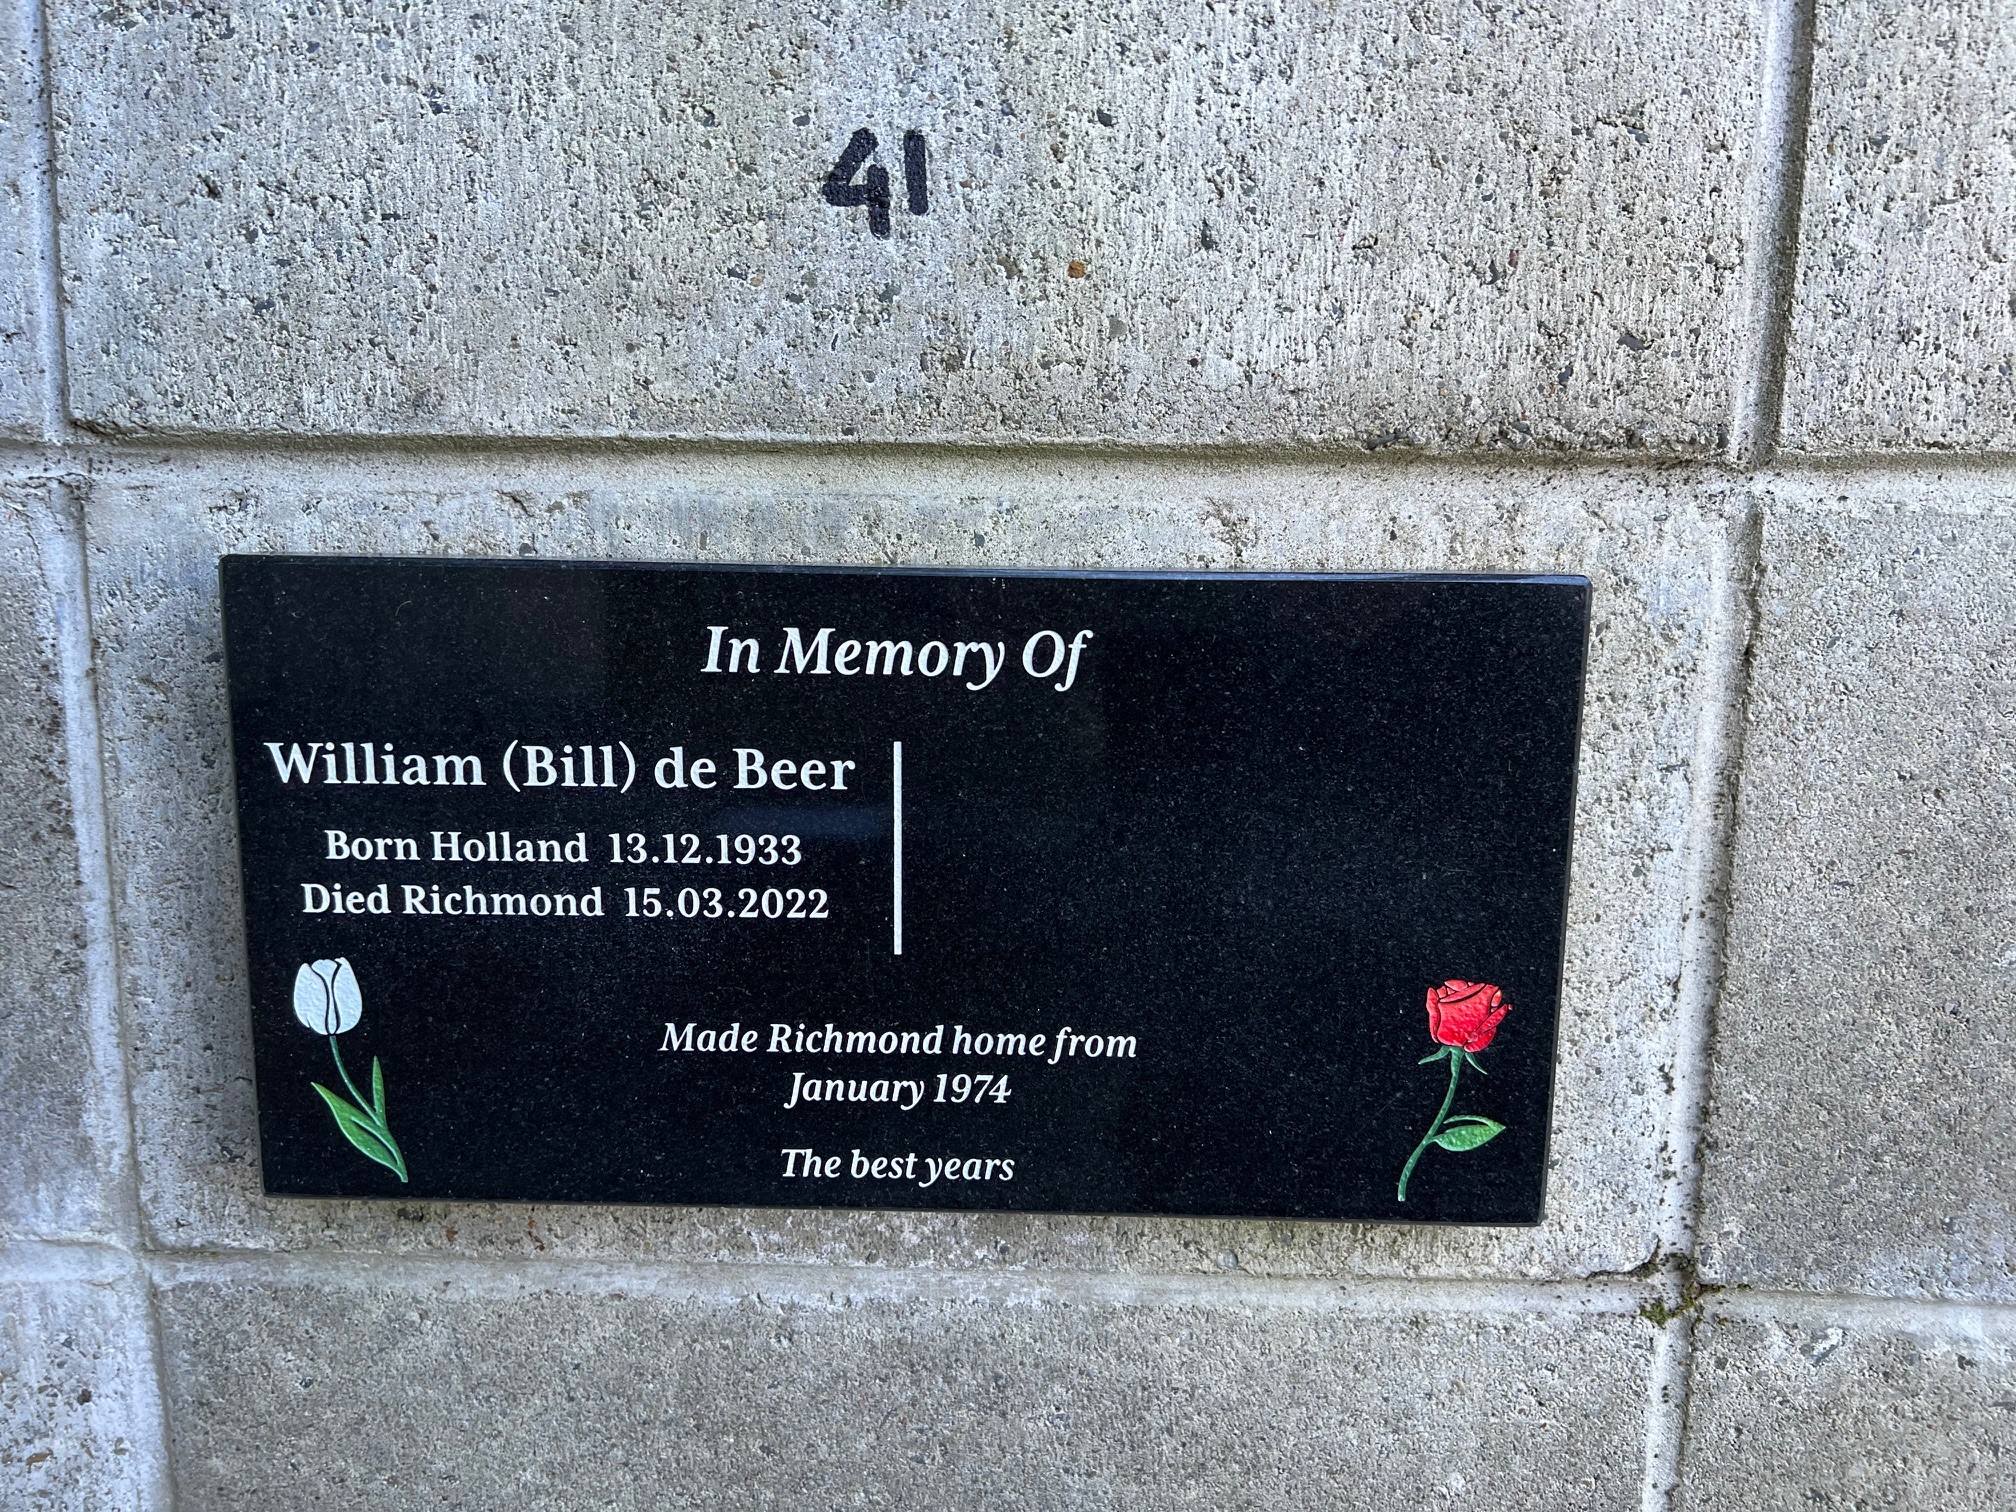 41
In Memory Of
William (Bill) de Beer
Born Holland 13.12.1933
Died Richmond 15.03.2022
Made Richmond home from
January 1974
The best years